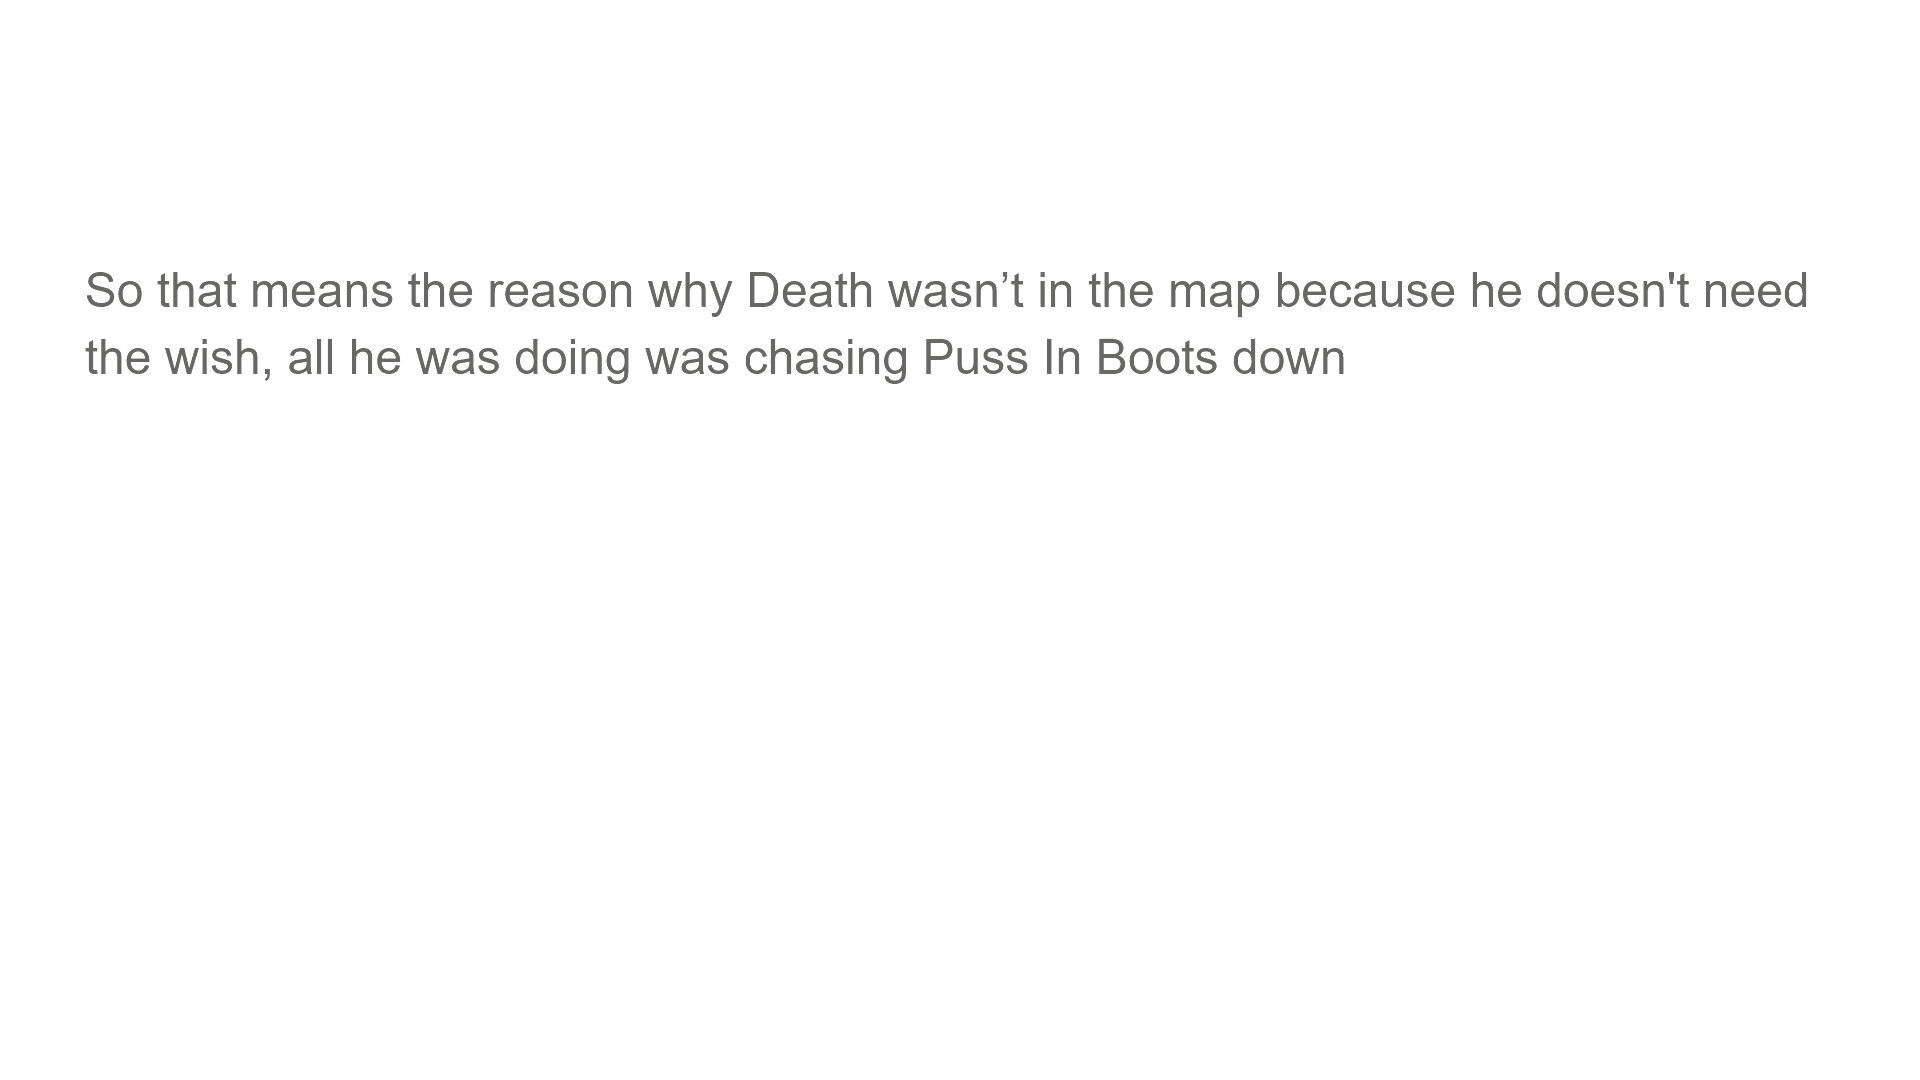 So that means the reason why Death wasn’t in the map because he doesn't need
the wish, all he was doing was chasing Puss In Boots down